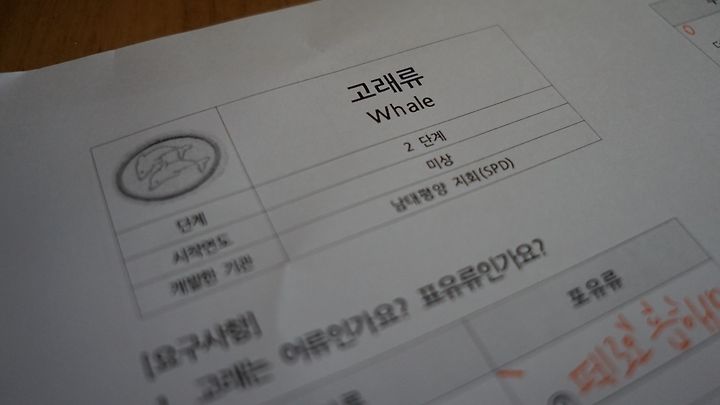 고래류
Whale
단계 2 단계
시작연도 미상
개발한 기관 남태평양 지회(SPD)
[요구사항]
고래는 어류인가요? 포유류인가요?
어류 포유류